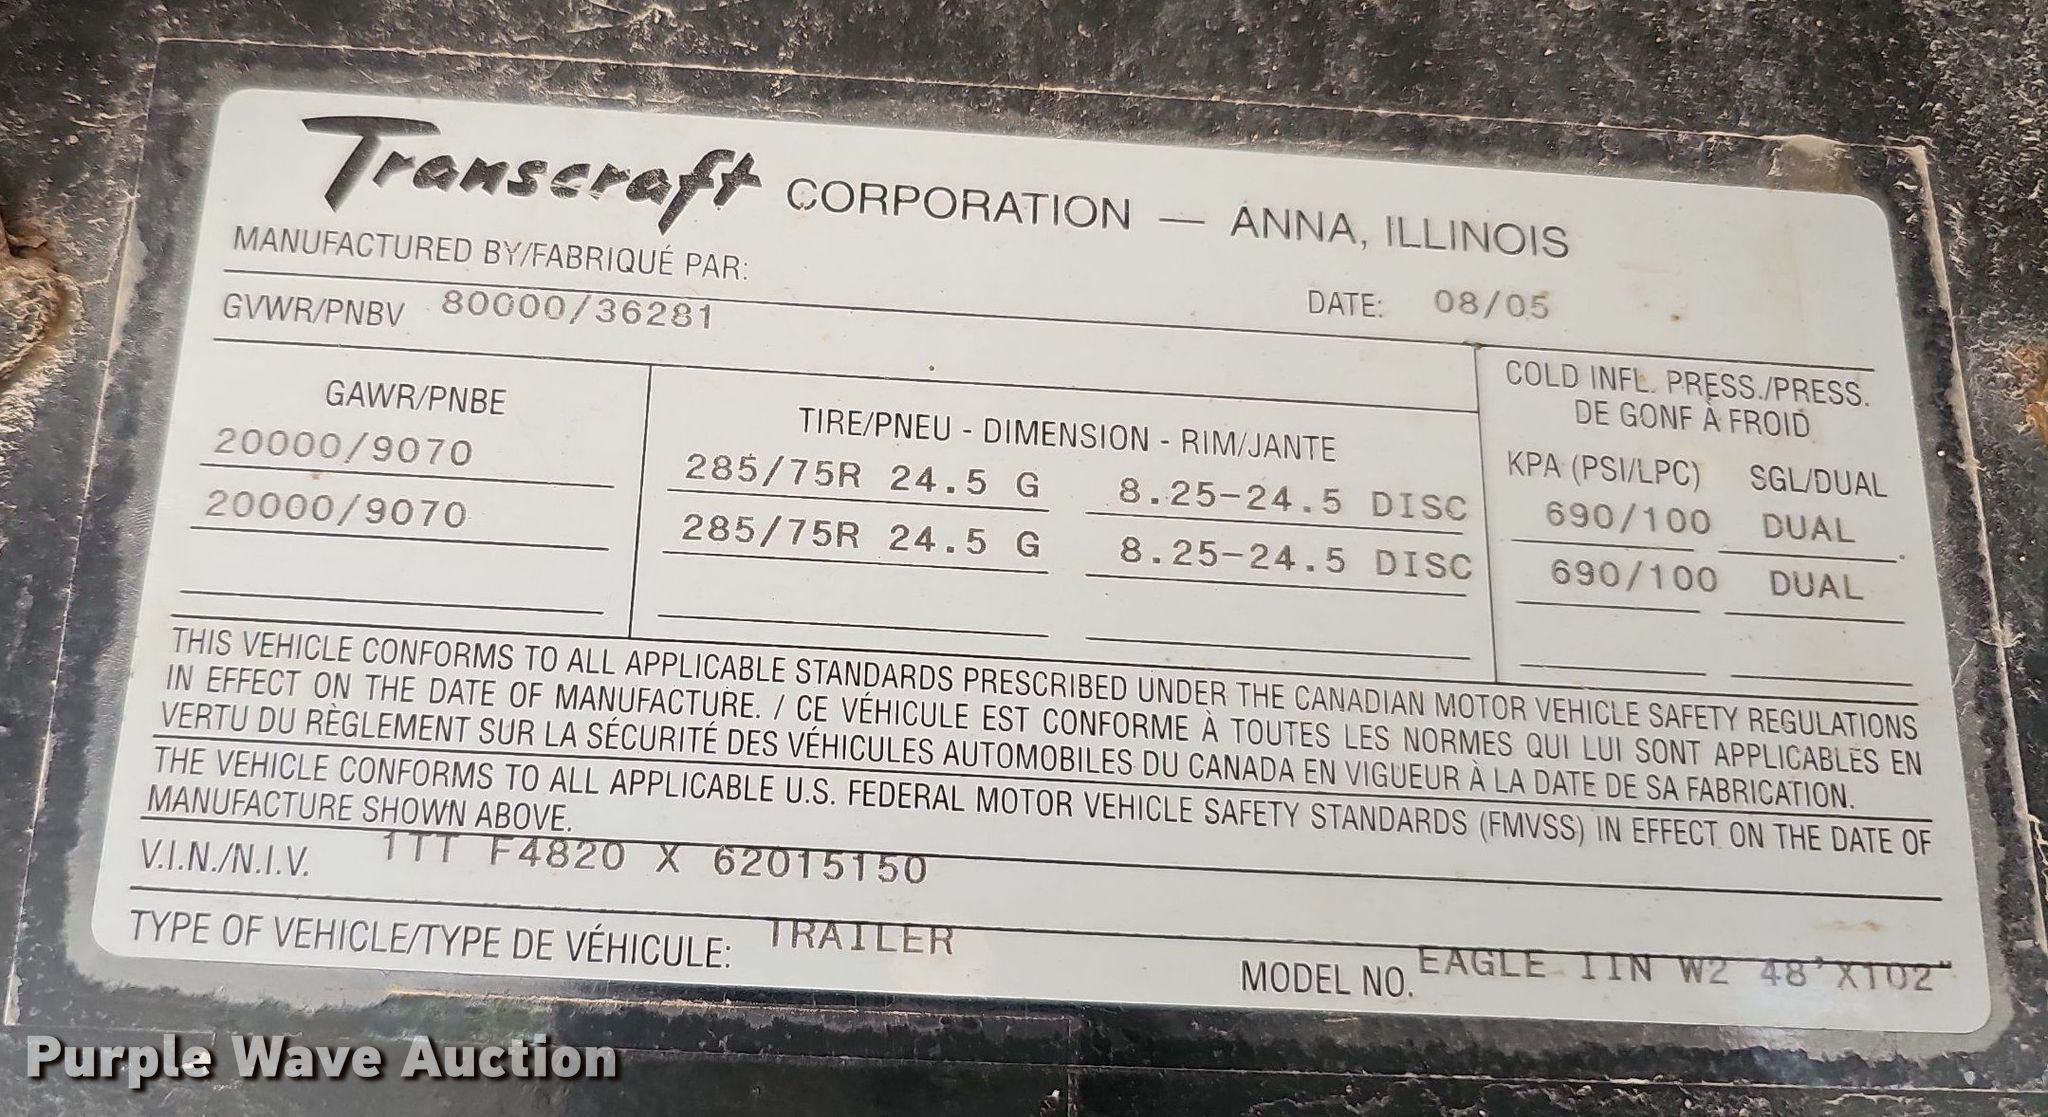 Transcraft CORPORATION — ANNA, ILLINOIS
MANUFACTURED BY/FABRIQUÉ PAR:
GVWR/PNBV 80000/36281 DATE: 08/05
GAWR/PNBE TIRE/PNEU - DIMENSION - RIM/JANTE COLD INFL. PRESS./PRESS.
DE GONF À FROID
KPA (PSI/LPC) SGL/DUAL
20000/9070 285/75R 24.5 G 8.25-24.5 DISC 690/100 DUAL
20000/9070 285/75R 24.5 G 8.25-24.5 DISC 690/100 DUAL
THIS VEHICLE CONFORMS TO ALL APPLICABLE STANDARDS PRESCRIBED UNDER THE CANADIAN MOTOR VEHICLE SAFETY REGULATIONS
IN EFFECT ON THE DATE OF MANUFACTURE. / CE VÉHICULE EST CONFORME À TOUTES LES NORMES QUI LUI SONT APPLICABLES EN
VERTU DU RÈGLEMENT SUR LA SÉCURITÉ DES VÉHICULES AUTOMOBILES DU CANADA EN VIGUEUR À LA DATE DE SA FABRICATION.
THE VEHICLE CONFORMS TO ALL APPLICABLE U.S. FEDERAL MOTOR VEHICLE SAFETY STANDARDS (FMVSS) IN EFFECT ON THE DATE OF
MANUFACTURE SHOWN ABOVE.
V.I.N./N.I.V. 1TT F4820 X 62015150
TYPE OF VEHICLE/TYPE DE VÉHICULE: TRAILER MODEL NO. EAGLE IIN W2 48'X102"
Purple Wave Auction